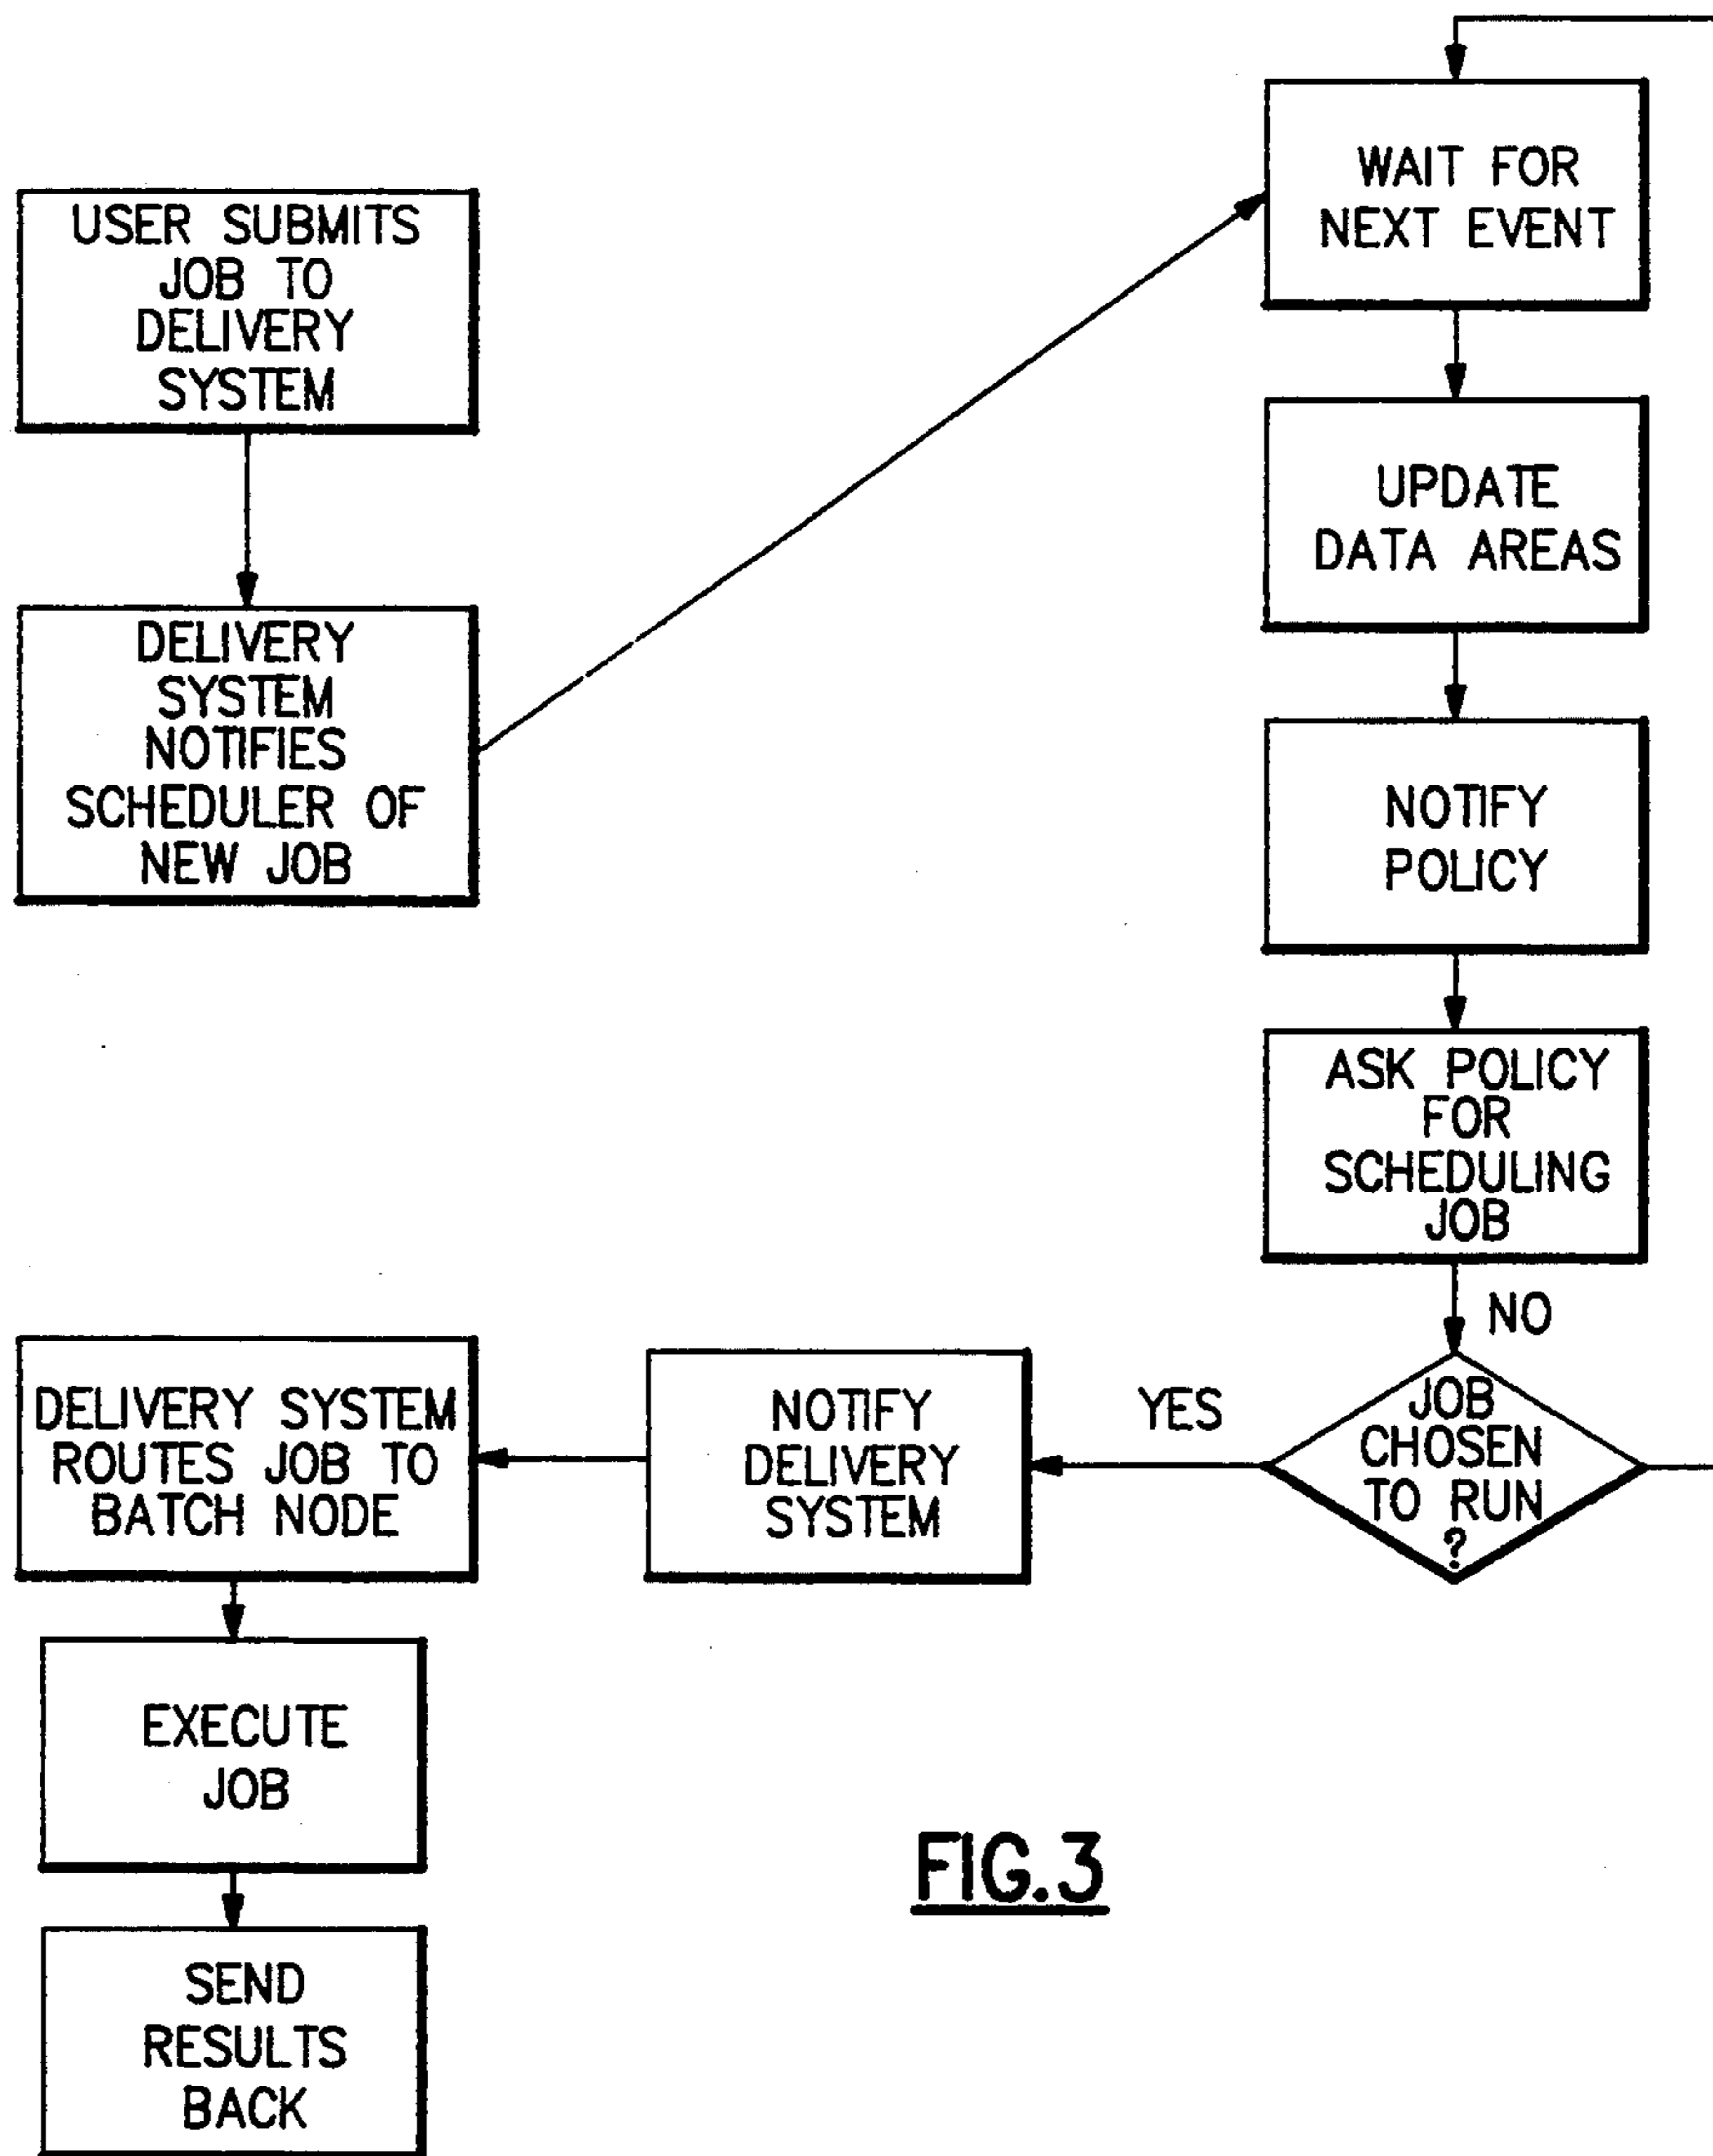 USER SUBMITS
JOB TO
DELIVERY
SYSTEM
DELIVERY
SYSTEM
NOTIFIES
SCHEDULER OF
NEW JOB
WAIT FOR
NEXT EVENT
UPDATE
DATA AREAS
NOTIFY
POLICY
ASK POLICY
FOR
SCHEDULING
JOB
NO
JOB
CHOSEN
TO RUN
?
YES
NOTIFY
DELIVERY
SYSTEM
DELIVERY SYSTEM
ROUTES JOB TO
BATCH NODE
EXECUTE
JOB
SEND
RESULTS
BACK
FIG.3